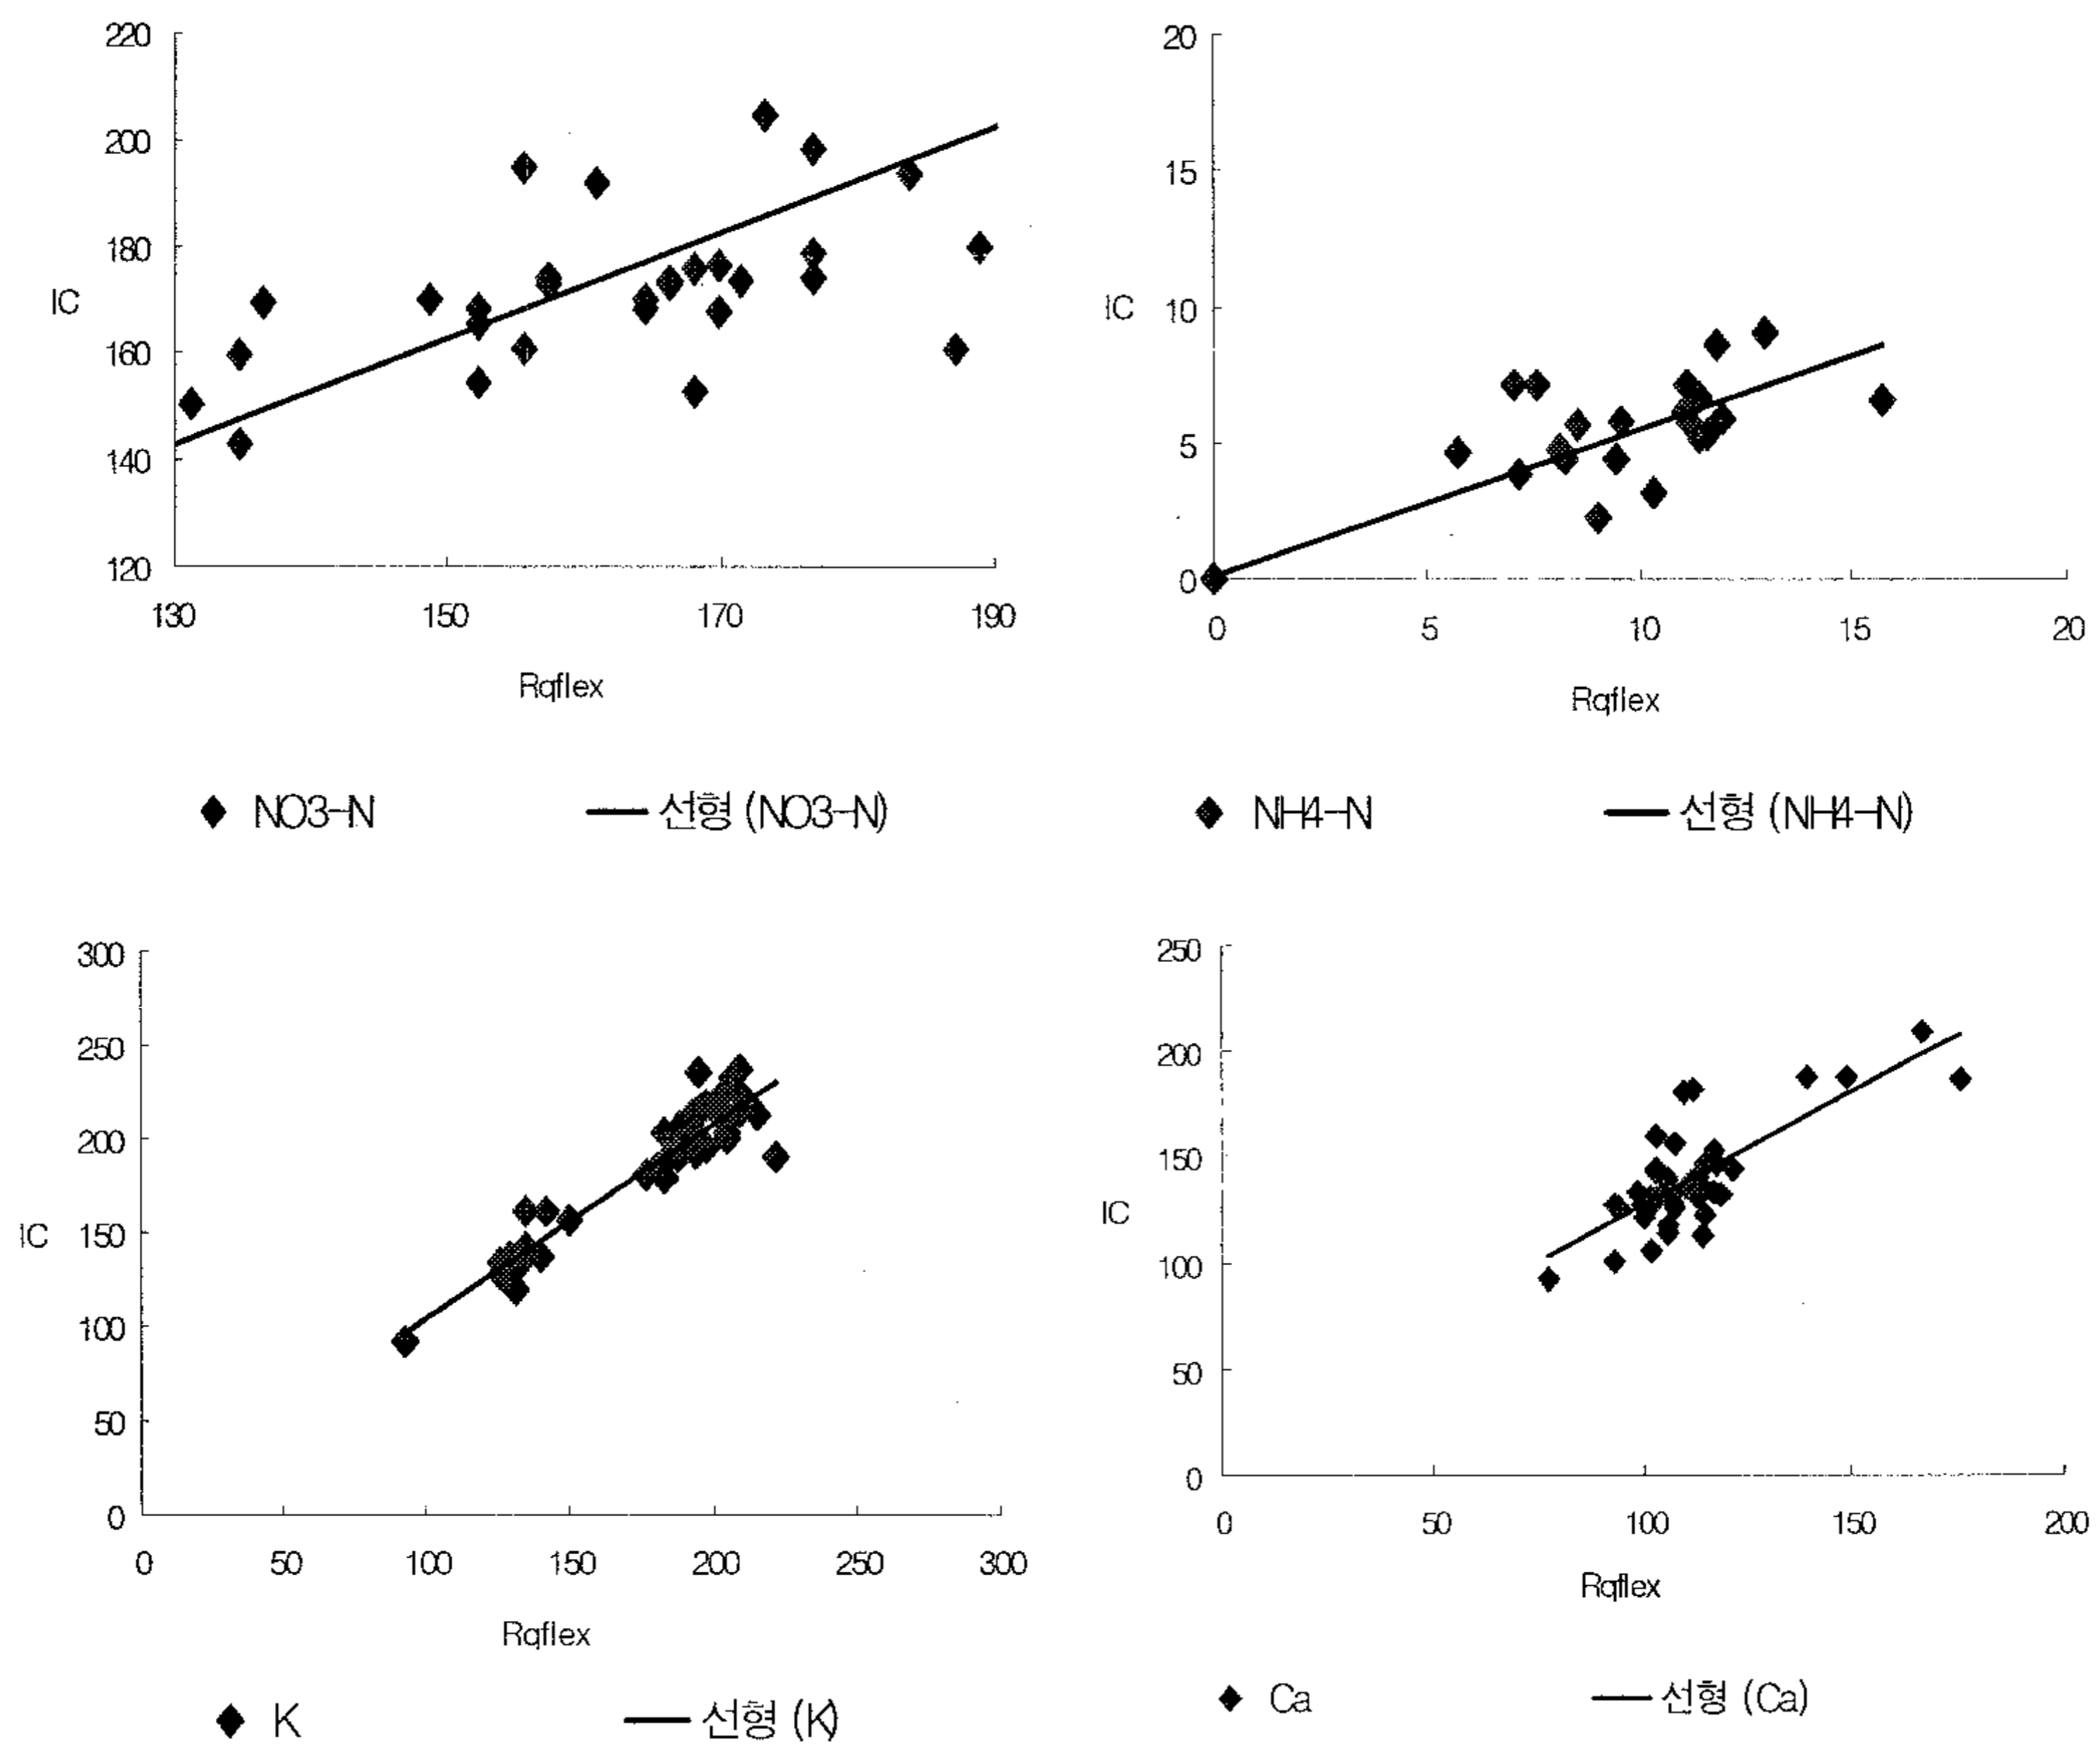 220
200
180
160
140
120
IC
130 150 170 190
Rqflex
◆ NO3-N — 선형 (NO3-N)
20
15
10
5
0
IC
0 5 10 15 20
Rqflex
◆ NH4-N — 선형 (NH4-N)
300
250
200
150
100
50
0
IC
0 50 100 150 200 250 300
Rqflex
◆ K — 선형 (K)
250
200
150
100
50
0
IC
0 50 100 150 200
Rqflex
◆ Ca — 선형 (Ca)